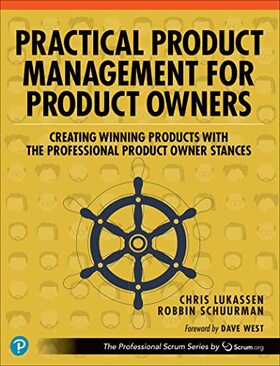 PRACTICAL PRODUCT
MANAGEMENT FOR
PRODUCT OWNERS
CREATING WINNING PRODUCTS WITH
THE PROFESSIONAL PRODUCT OWNER STANCES
CHRIS LUKASSEN
ROBBIN SCHUURMAN
Foreword by DAVE WEST
P
The Professional Scrum Series by Scrum.org